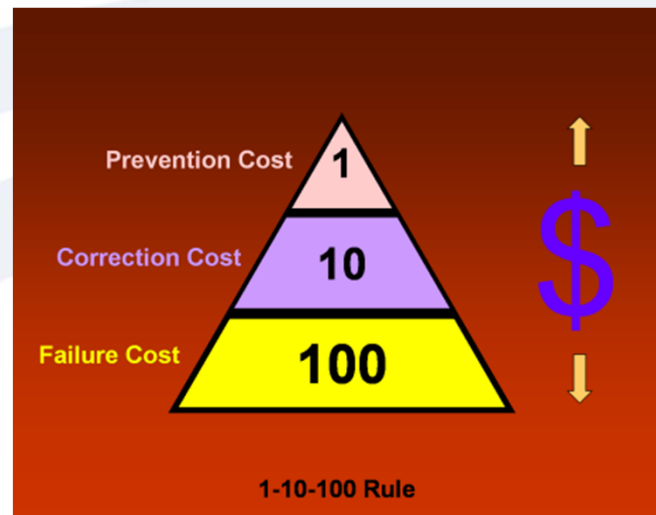 Prevention Cost 1
Correction Cost 10
Failure Cost 100
$
1-10-100 Rule